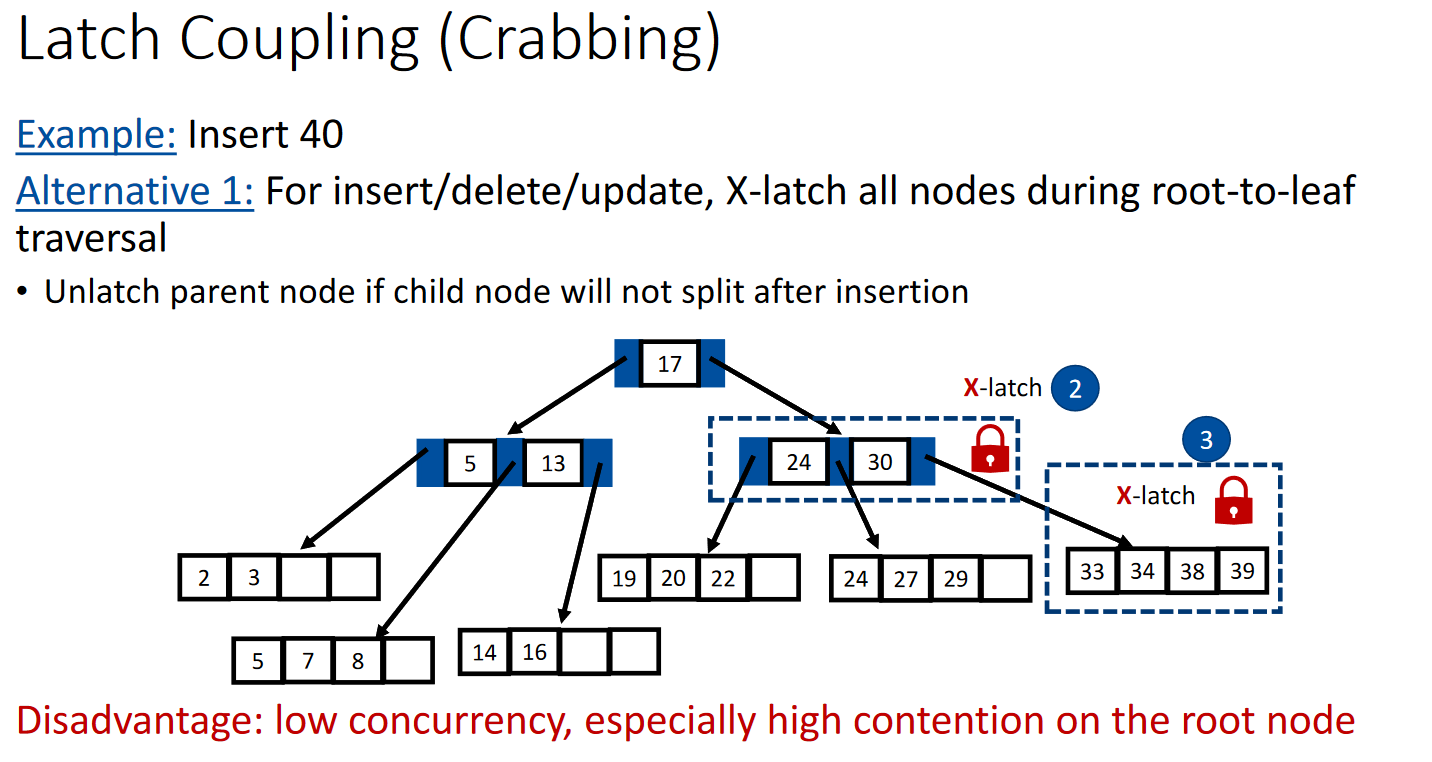 Latch Coupling (Crabbing)
Example: Insert 40
Alternative 1: For insert/delete/update, X-latch all nodes during root-to-leaf
traversal
• Unlatch parent node if child node will not split after insertion
17
X-latch 2
3
5 13
24 30
X-latch
2 3
19 20 22
24 27 29
33 34 38 39
5 7 8
14 16
Disadvantage: low concurrency, especially high contention on the root node